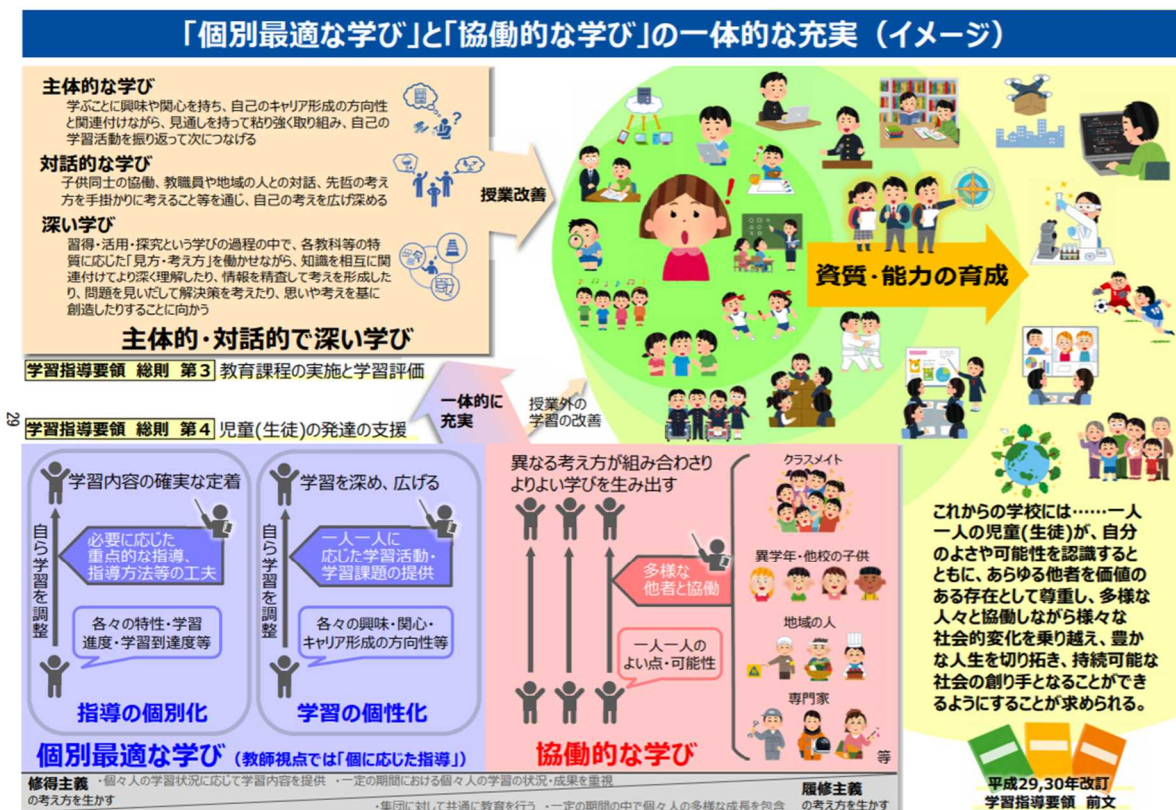 「個別最適な学び」と「協働的な学び」の一体的な充実（イメージ）
主体的な学び
学ぶことに興味や関心を持ち、自己のキャリア形成の方向性
と関連付けながら、見通しを持って粘り強く取り組み、自己の
学習活動を振り返って次につなげる
対話的な学び
子供同士の協働、教職員や地域の人との対話、先哲の考え
方を手掛かりに考えること等を通じ、自己の考えを広げ深める
深い学び
習得・活用・探究という学びの過程の中で、各教科等の特
質に応じた「見方・考え方」を働かせながら、知識を相互に関
連付けてより深く理解したり、情報を精査して考えを形成した
り、問題を見いだして解決策を考えたり、思いや考えを基に
創造したりすることに向かう
主体的・対話的で深い学び
授業改善
資質・能力の育成
学習指導要領 総則 第3 教育課程の実施と学習評価
一体的に
充実
授業外の
学習の改善
29
学習指導要領 総則 第4 児童(生徒)の発達の支援
学習内容の確実な定着
自ら学習を調整
必要に応じた
重点的な指導、
指導方法等の工夫
各々の特性・学習
進度・学習到達度等
指導の個別化
学習を深め、広げる
自ら学習を調整
一人一人に
応じた学習活動・
学習課題の提供
各々の興味・関心・
キャリア形成の方向性等
学習の個性化
個別最適な学び（教師視点では「個に応じた指導」）
異なる考え方が組み合わさり
よりよい学びを生み出す
多様な
他者と協働
一人一人の
よい点・可能性
協働的な学び
クラスメイト
異学年・他校の子供
地域の人
専門家
等
これからの学校には……一人
一人の児童(生徒)が、自分
のよさや可能性を認識すると
ともに、あらゆる他者を価値の
ある存在として尊重し、多様な
人々と協働しながら様々な
社会的変化を乗り越え、豊か
な人生を切り拓き、持続可能な
社会の創り手となることができ
るようにすることが求められる。
平成29,30年改訂
学習指導要領 前文
修得主義
の考え方を生かす
・個々人の学習状況に応じて学習内容を提供 ・一定の期間における個々人の学習の状況・成果を重視
履修主義
の考え方を生かす
・集団に対して共通に教育を行う ・一定の期間の中で個々人の多様な成長を包含